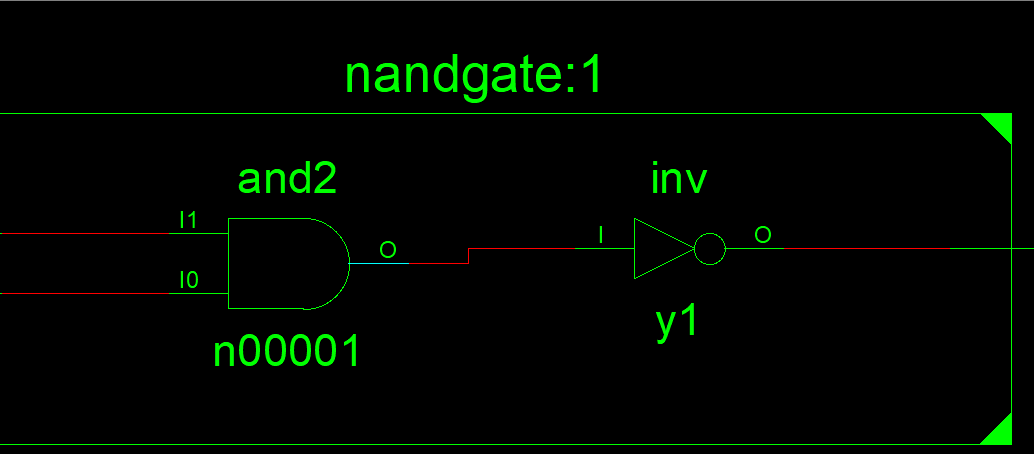 nandgate:1
and2
inv
I1
I0
O
I
O
n00001
y1